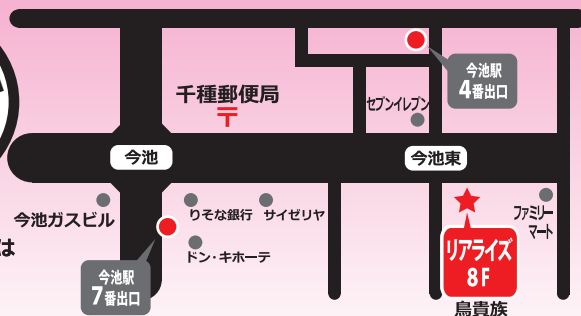 今池駅
4番出口
千種郵便局
〒
セブンイレブン
今池
今池東
今池ガスビル
りそな銀行
サイゼリヤ
ファミリー
マート
は
ドン・キホーテ
リアライズ
8F
今池駅
7番出口
鳥貴族